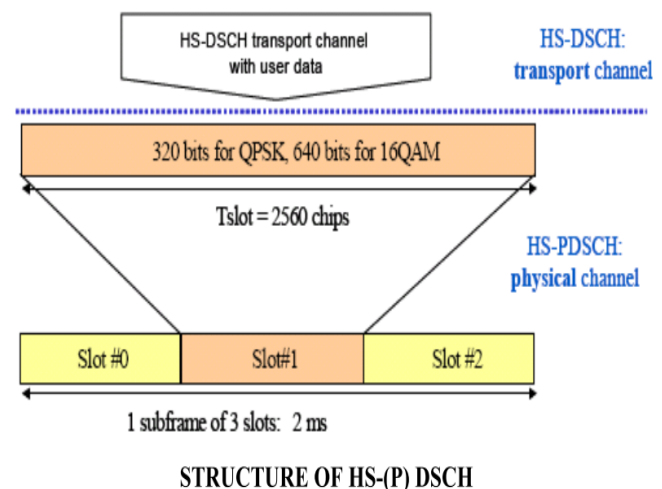 HS-DSCH transport channel
with user data
HS-DSCH:
transport channel
320 bits for QPSK, 640 bits for 16QAM
Tslot = 2560 chips
HS-PDSCH:
physical channel
Slot #0
Slot#1
Slot #2
1 subframe of 3 slots: 2 ms
STRUCTURE OF HS-(P) DSCH